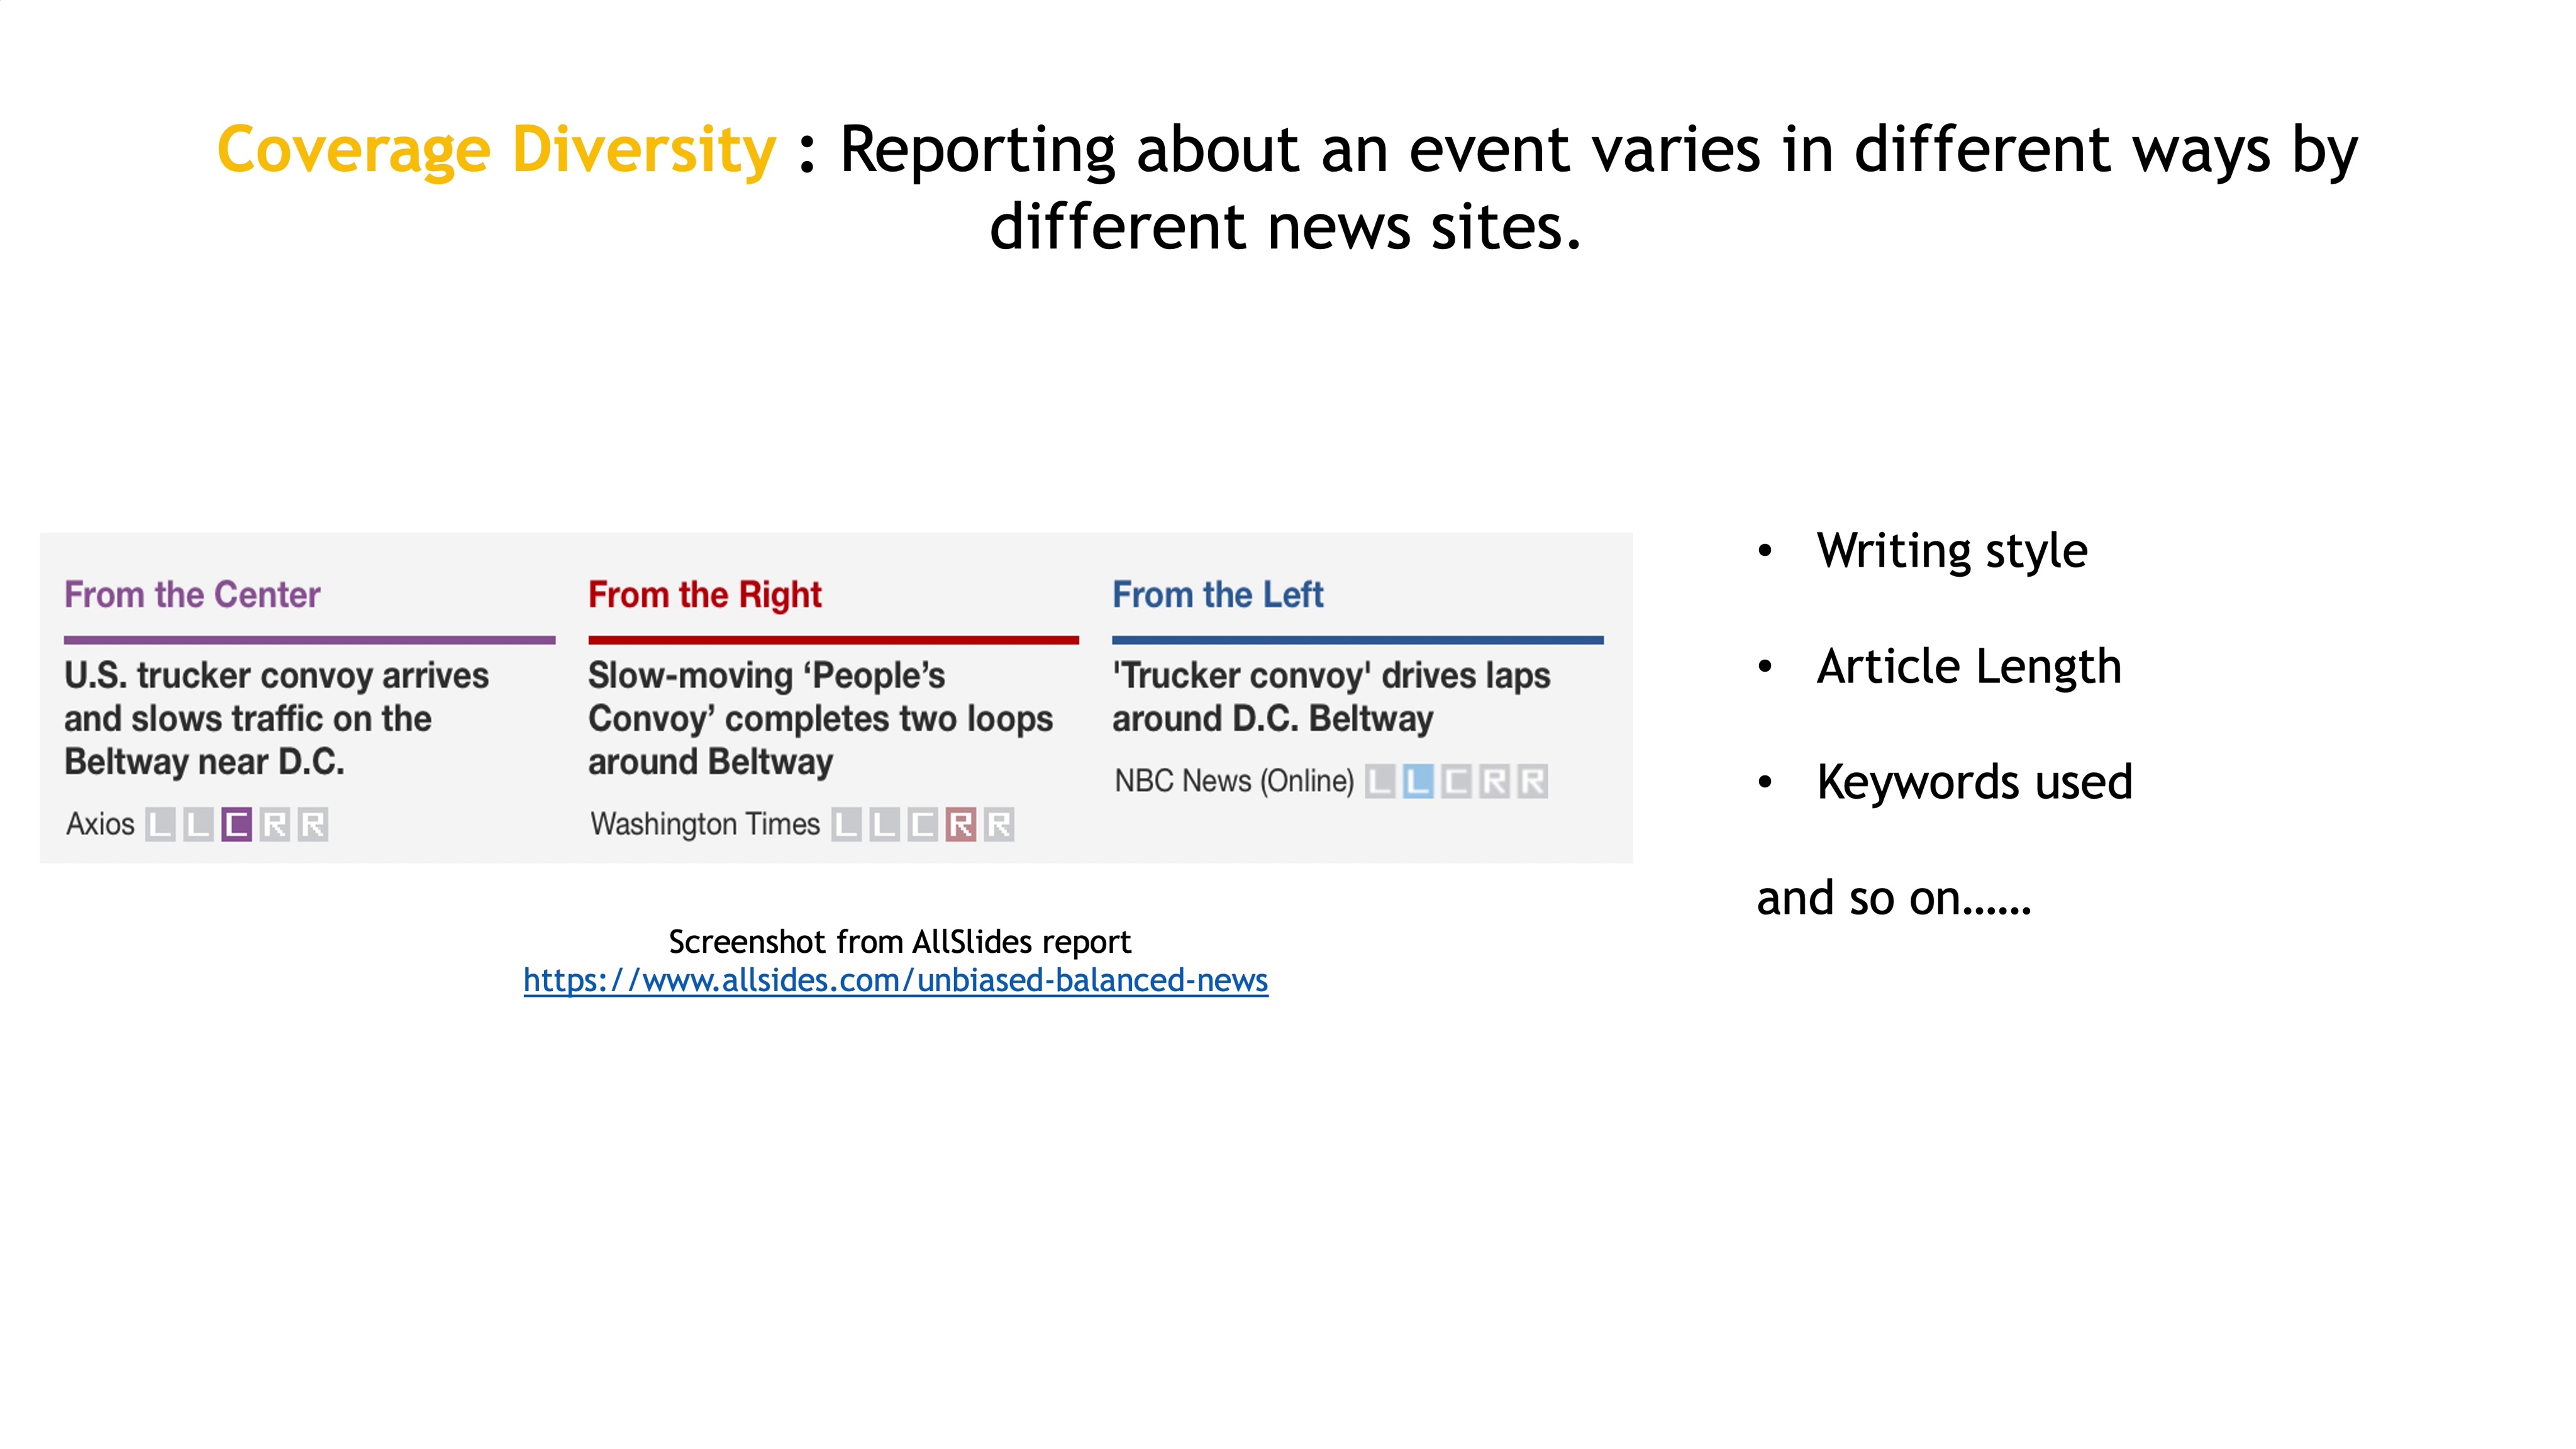 Coverage Diversity : Reporting about an event varies in different ways by
different news sites.
From the Center
U.S. trucker convoy arrives
and slows traffic on the
Beltway near D.C.
Axios L L C R R
From the Right
Slow-moving ‘People’s
Convoy’ completes two loops
around Beltway
Washington Times L L C R R
From the Left
'Trucker convoy' drives laps
around D.C. Beltway
NBC News (Online) L L C R R
Screenshot from AllSlides report
https://www.allsides.com/unbiased-balanced-news
• Writing style
• Article Length
• Keywords used
and so on……